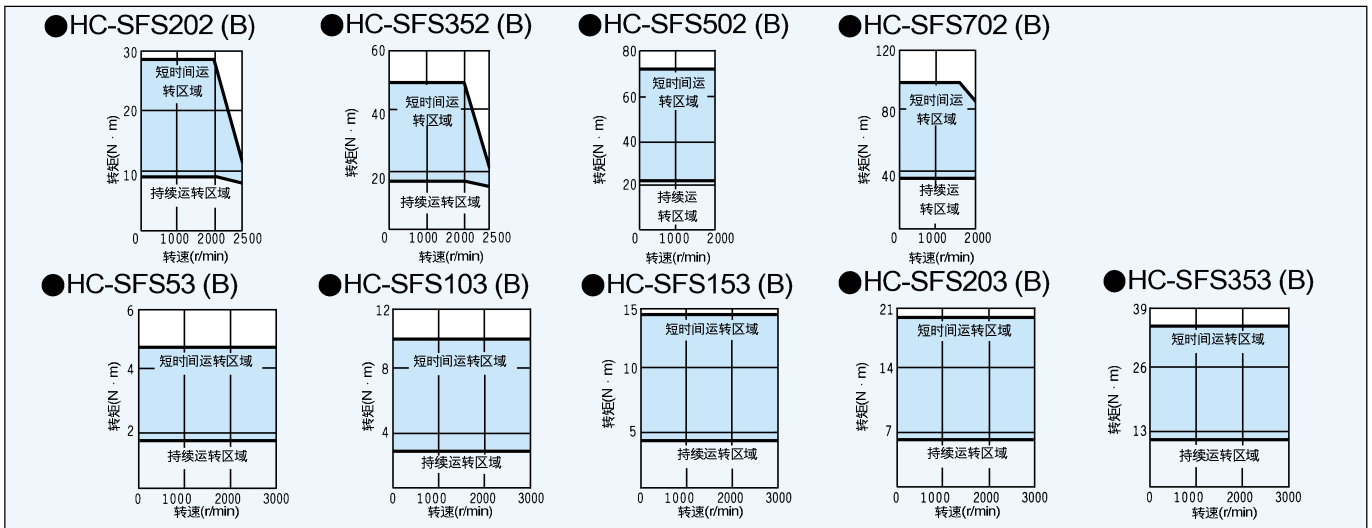 ●HC-SFS202 (B)
30
20
10
转矩(N·m)
短时间运
转区域
持续运转区域
0 1000 2000 2500
转速(r/min)
●HC-SFS352 (B)
60
40
20
转矩(N·m)
短时间运
转区域
持续运转区域
0 1000 2000 2500
转速(r/min)
●HC-SFS502 (B)
80
60
40
20
转矩(N·m)
短时间运
转区域
持续运
转区域
0 1000 2000
转速(r/min)
●HC-SFS702 (B)
120
80
40
转矩(N·m)
短时间运
转区域
持续运
转区域
0 1000 2000
转速(r/min)
●HC-SFS53 (B)
6
4
2
转矩(N·m)
短时间运转区域
持续运转区域
0 1000 2000 3000
转速(r/min)
●HC-SFS103 (B)
12
8
4
转矩(N·m)
短时间运转区域
持续运转区域
0 1000 2000 3000
转速(r/min)
●HC-SFS153 (B)
15
10
5
转矩(N·m)
短时间运转区域
持续运转区域
0 1000 2000 3000
转速(r/min)
●HC-SFS203 (B)
21
14
7
转矩(N·m)
短时间运转区域
持续运转区域
0 1000 2000 3000
转速(r/min)
●HC-SFS353 (B)
39
26
13
转矩(N·m)
短时间运转区域
持续运转区域
0 1000 2000 3000
转速(r/min)